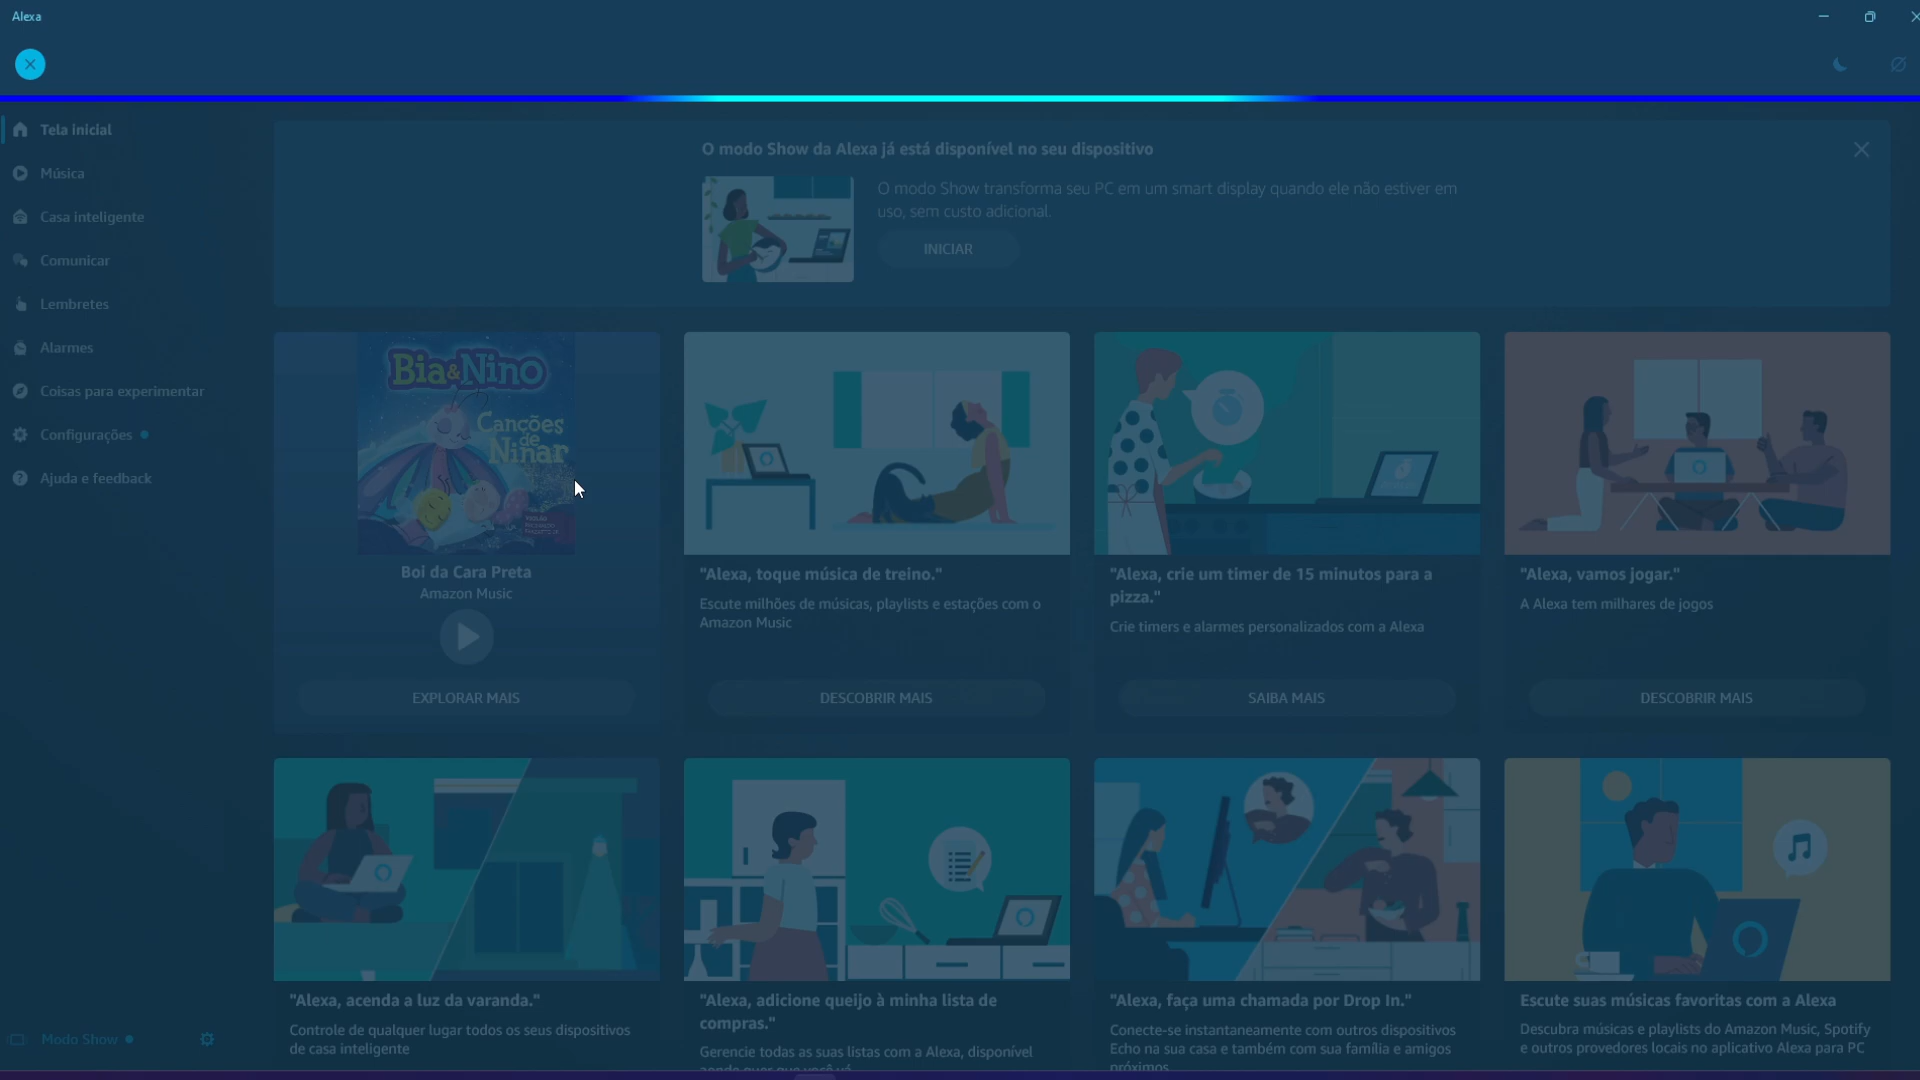 Alexa
Tela inicial
Música
Casa inteligente
Comunicar
Lembretes
Alarmes
Coisas para experimentar
Configurações
Ajuda e feedback
Modo Show
O modo Show da Alexa já está disponível no seu dispositivo
O modo Show transforma seu PC em um smart display quando ele não estiver em
uso, sem custo adicional.
INICIAR
Bia&Nino
Canções
de
Ninar
Boi da Cara Preta
Amazon Music
EXPLORAR MAIS
"Alexa, toque música de treino."
Escute milhões de músicas, playlists e estações com o
Amazon Music
DESCOBRIR MAIS
"Alexa, crie um timer de 15 minutos para a
pizza."
Crie timers e alarmes personalizados com a Alexa
SAIBA MAIS
"Alexa, vamos jogar."
A Alexa tem milhares de jogos
DESCOBRIR MAIS
"Alexa, acenda a luz da varanda."
Controle de qualquer lugar todos os seus dispositivos
de casa inteligente
"Alexa, adicione queijo à minha lista de
compras."
Gerencie todas as suas listas com a Alexa, disponível
aonde quer que você vá
"Alexa, faça uma chamada por Drop In."
Conecte-se instantaneamente com outros dispositivos
Echo na sua casa e também com sua família e amigos
próximos
Escute suas músicas favoritas com a Alexa
Descubra músicas e playlists do Amazon Music, Spotify
e outros provedores locais no aplicativo Alexa para PC